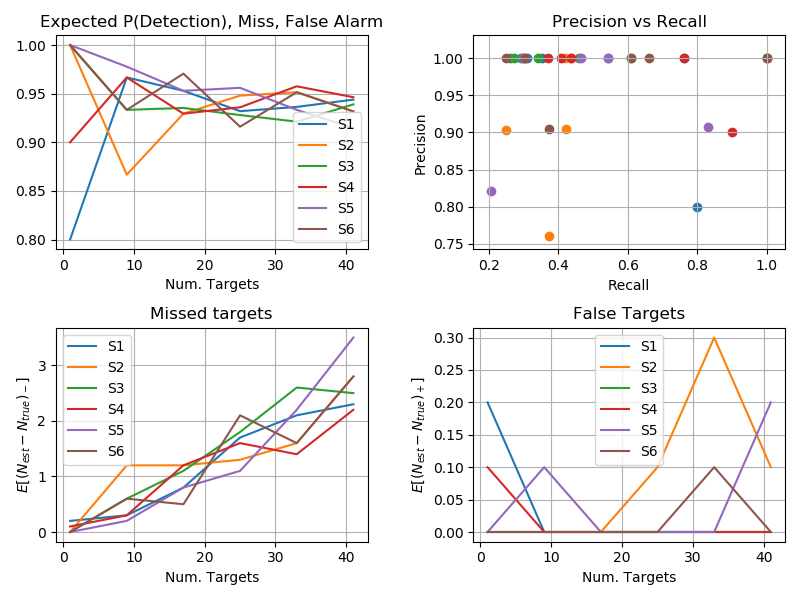 Expected P(Detection), Miss, False Alarm
1.00
0.95
0.90
0.85
0.80
0 10 20 30 40
Num. Targets
S1
S2
S3
S4
S5
S6
Precision vs Recall
Precision
1.00
0.95
0.90
0.85
0.80
0.75
0.2 0.4 0.6 0.8 1.0
Recall
Missed targets
E[(N_est − N_true)_−]
3
2
1
0
0 10 20 30 40
Num. Targets
S1
S2
S3
S4
S5
S6
False Targets
E[(N_est − N_true)_+]
0.30
0.25
0.20
0.15
0.10
0.05
0.00
0 10 20 30 40
Num. Targets
S1
S2
S3
S4
S5
S6